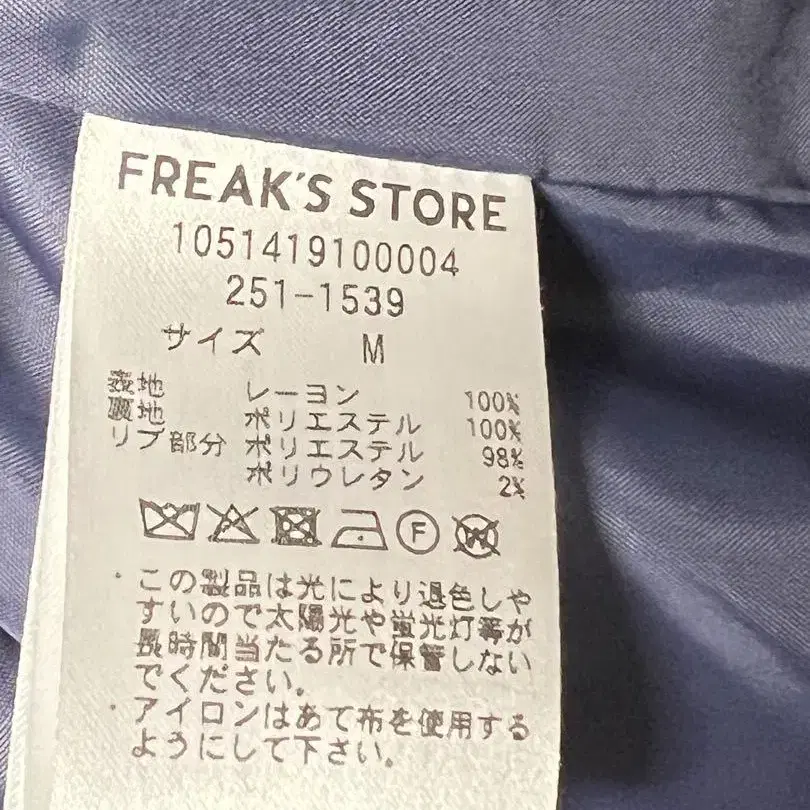 FREAK'S STORE
1051419100004
251-1539
サイズ M
表地 レーヨン 100%
裏地 ポリエステル 100%
リブ部分 ポリエステル 98%
ポリウレタン 2%
F W
・この製品は光により退色しや
すいので太陽光や蛍光灯等が
長時間当たる所で保管しない
でください。
・アイロンはあて布を使用する
ようにして下さい。